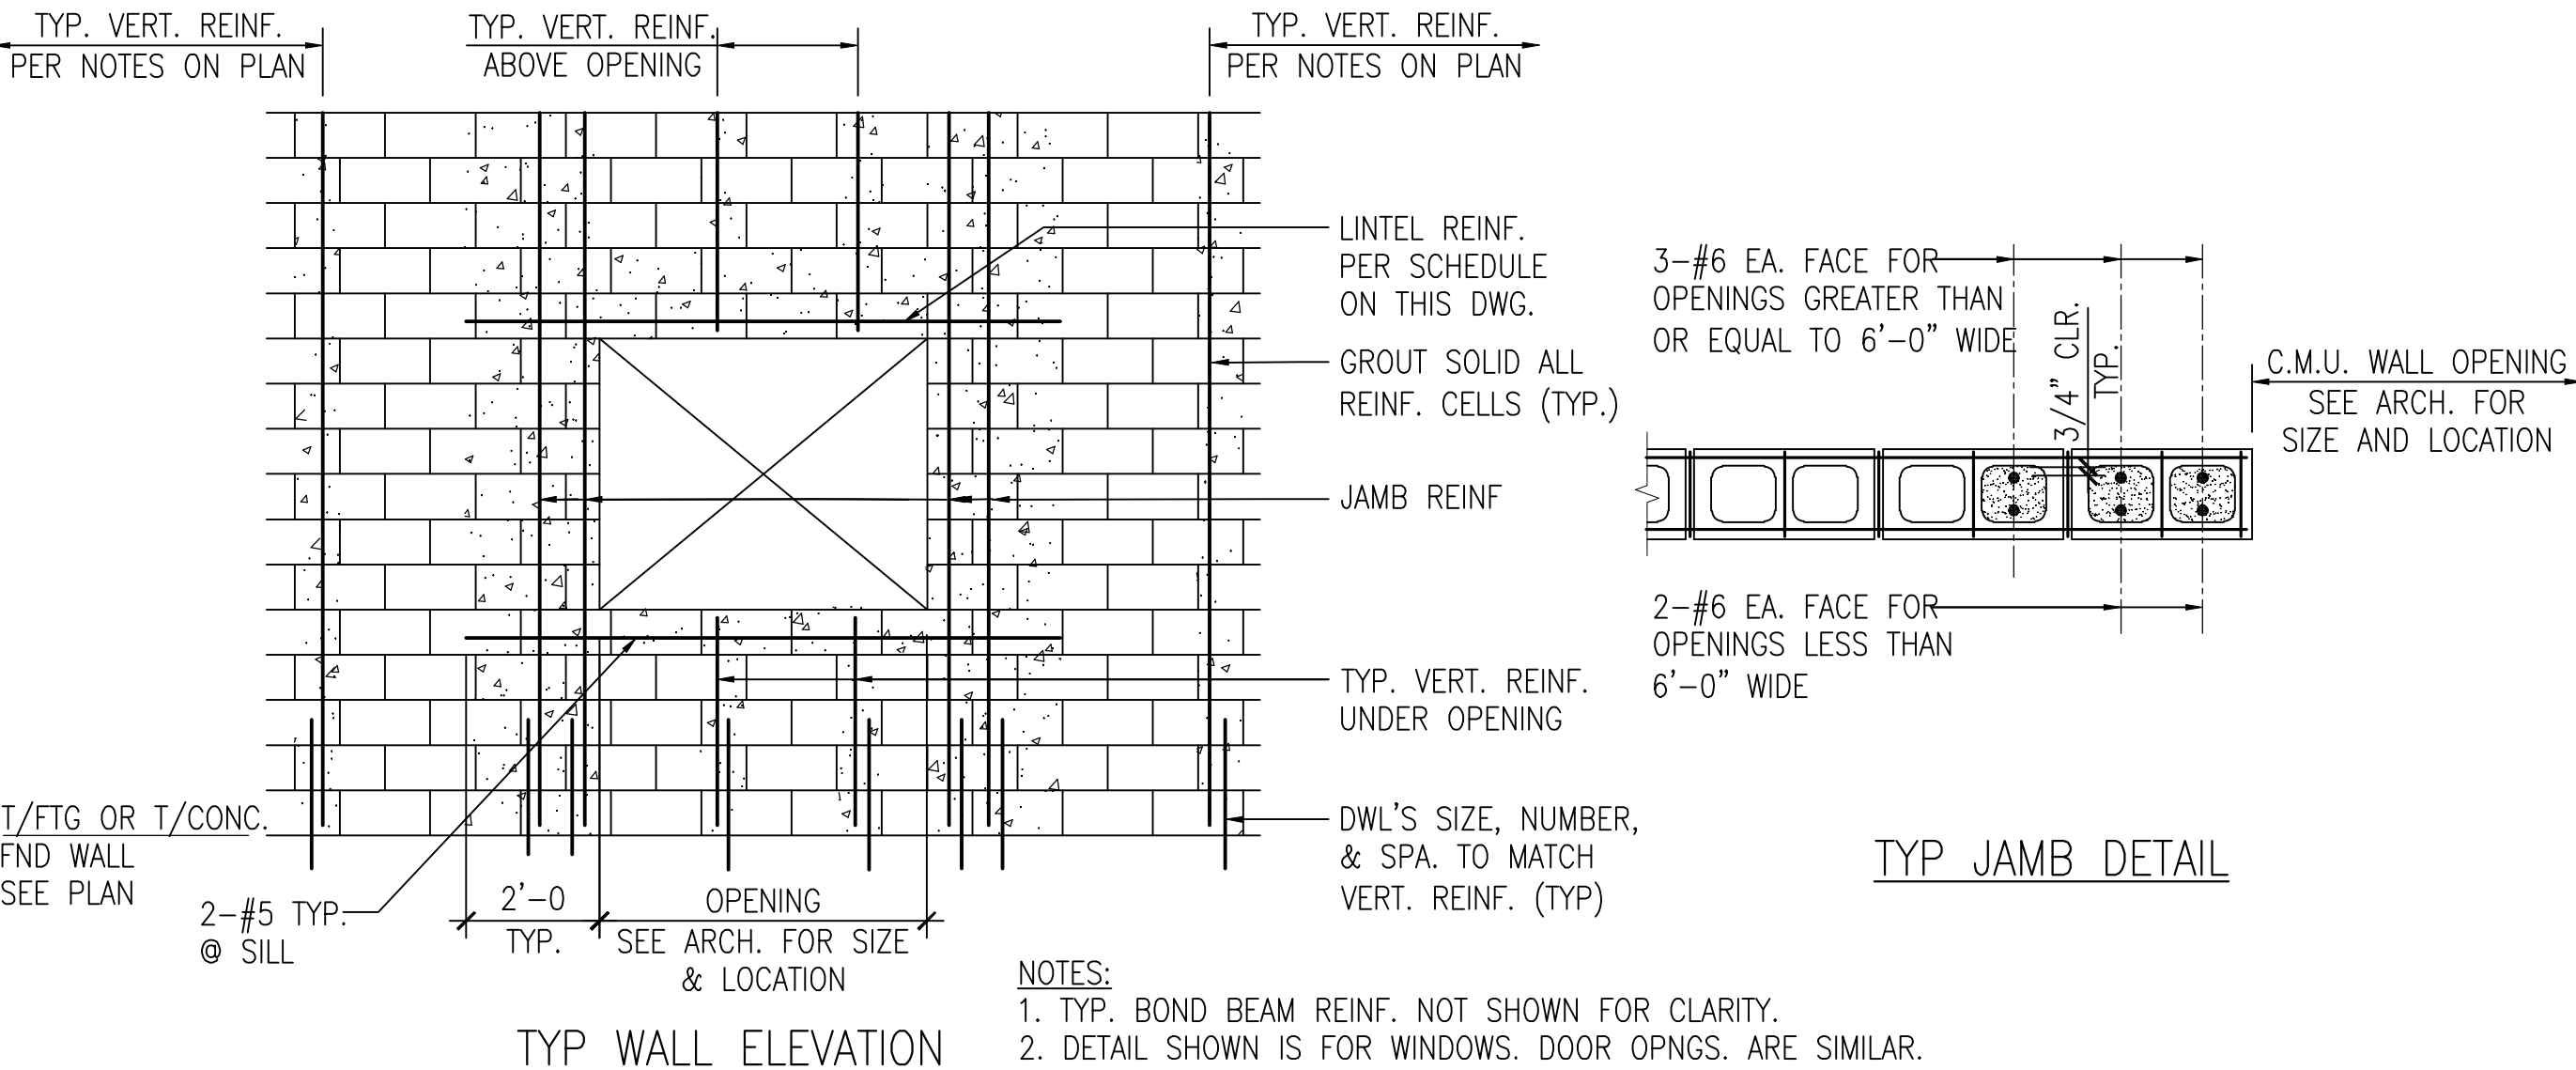 TYP. VERT. REINF.
PER NOTES ON PLAN
TYP. VERT. REINF.
ABOVE OPENING
TYP. VERT. REINF.
PER NOTES ON PLAN
LINTEL REINF.
PER SCHEDULE
ON THIS DWG.
GROUT SOLID ALL
REINF. CELLS (TYP.)
JAMB REINF
TYP. VERT. REINF.
UNDER OPENING
DWL'S SIZE, NUMBER,
& SPA. TO MATCH
VERT. REINF. (TYP)
T/FTG OR T/CONC.
FND WALL
SEE PLAN
2-#5 TYP.
@ SILL
2'-0
TYP.
OPENING
SEE ARCH. FOR SIZE
& LOCATION
TYP WALL ELEVATION
NOTES:
1. TYP. BOND BEAM REINF. NOT SHOWN FOR CLARITY.
2. DETAIL SHOWN IS FOR WINDOWS. DOOR OPNGS. ARE SIMILAR.
3-#6 EA. FACE FOR
OPENINGS GREATER THAN
OR EQUAL TO 6'-0" WIDE
3/4" CLR.
TYP.
C.M.U. WALL OPENING
SEE ARCH. FOR
SIZE AND LOCATION
2-#6 EA. FACE FOR
OPENINGS LESS THAN
6'-0" WIDE
TYP JAMB DETAIL